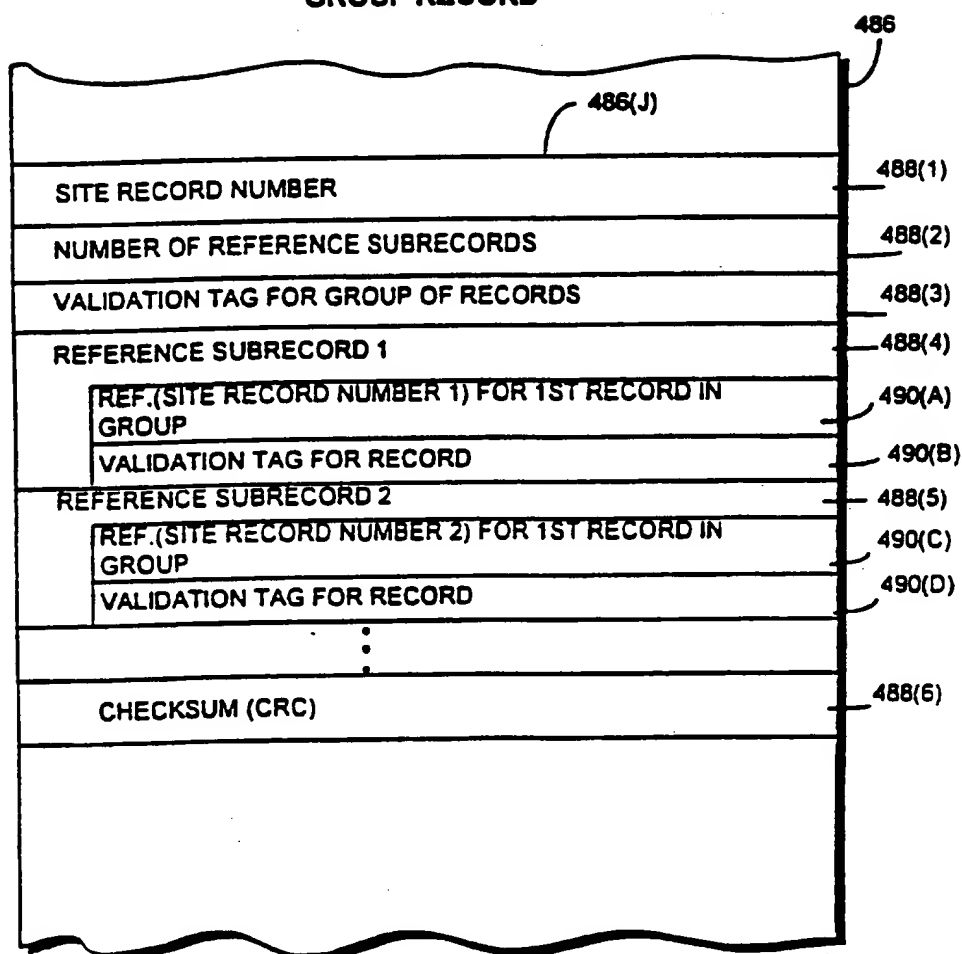 GROUP RECORD
486
486(J)
SITE RECORD NUMBER
488(1)
NUMBER OF REFERENCE SUBRECORDS
488(2)
VALIDATION TAG FOR GROUP OF RECORDS
488(3)
REFERENCE SUBRECORD 1
488(4)
REF.(SITE RECORD NUMBER 1) FOR 1ST RECORD IN
GROUP
490(A)
VALIDATION TAG FOR RECORD
490(B)
REFERENCE SUBRECORD 2
488(5)
REF.(SITE RECORD NUMBER 2) FOR 1ST RECORD IN
GROUP
490(C)
VALIDATION TAG FOR RECORD
490(D)
CHECKSUM (CRC)
488(6)